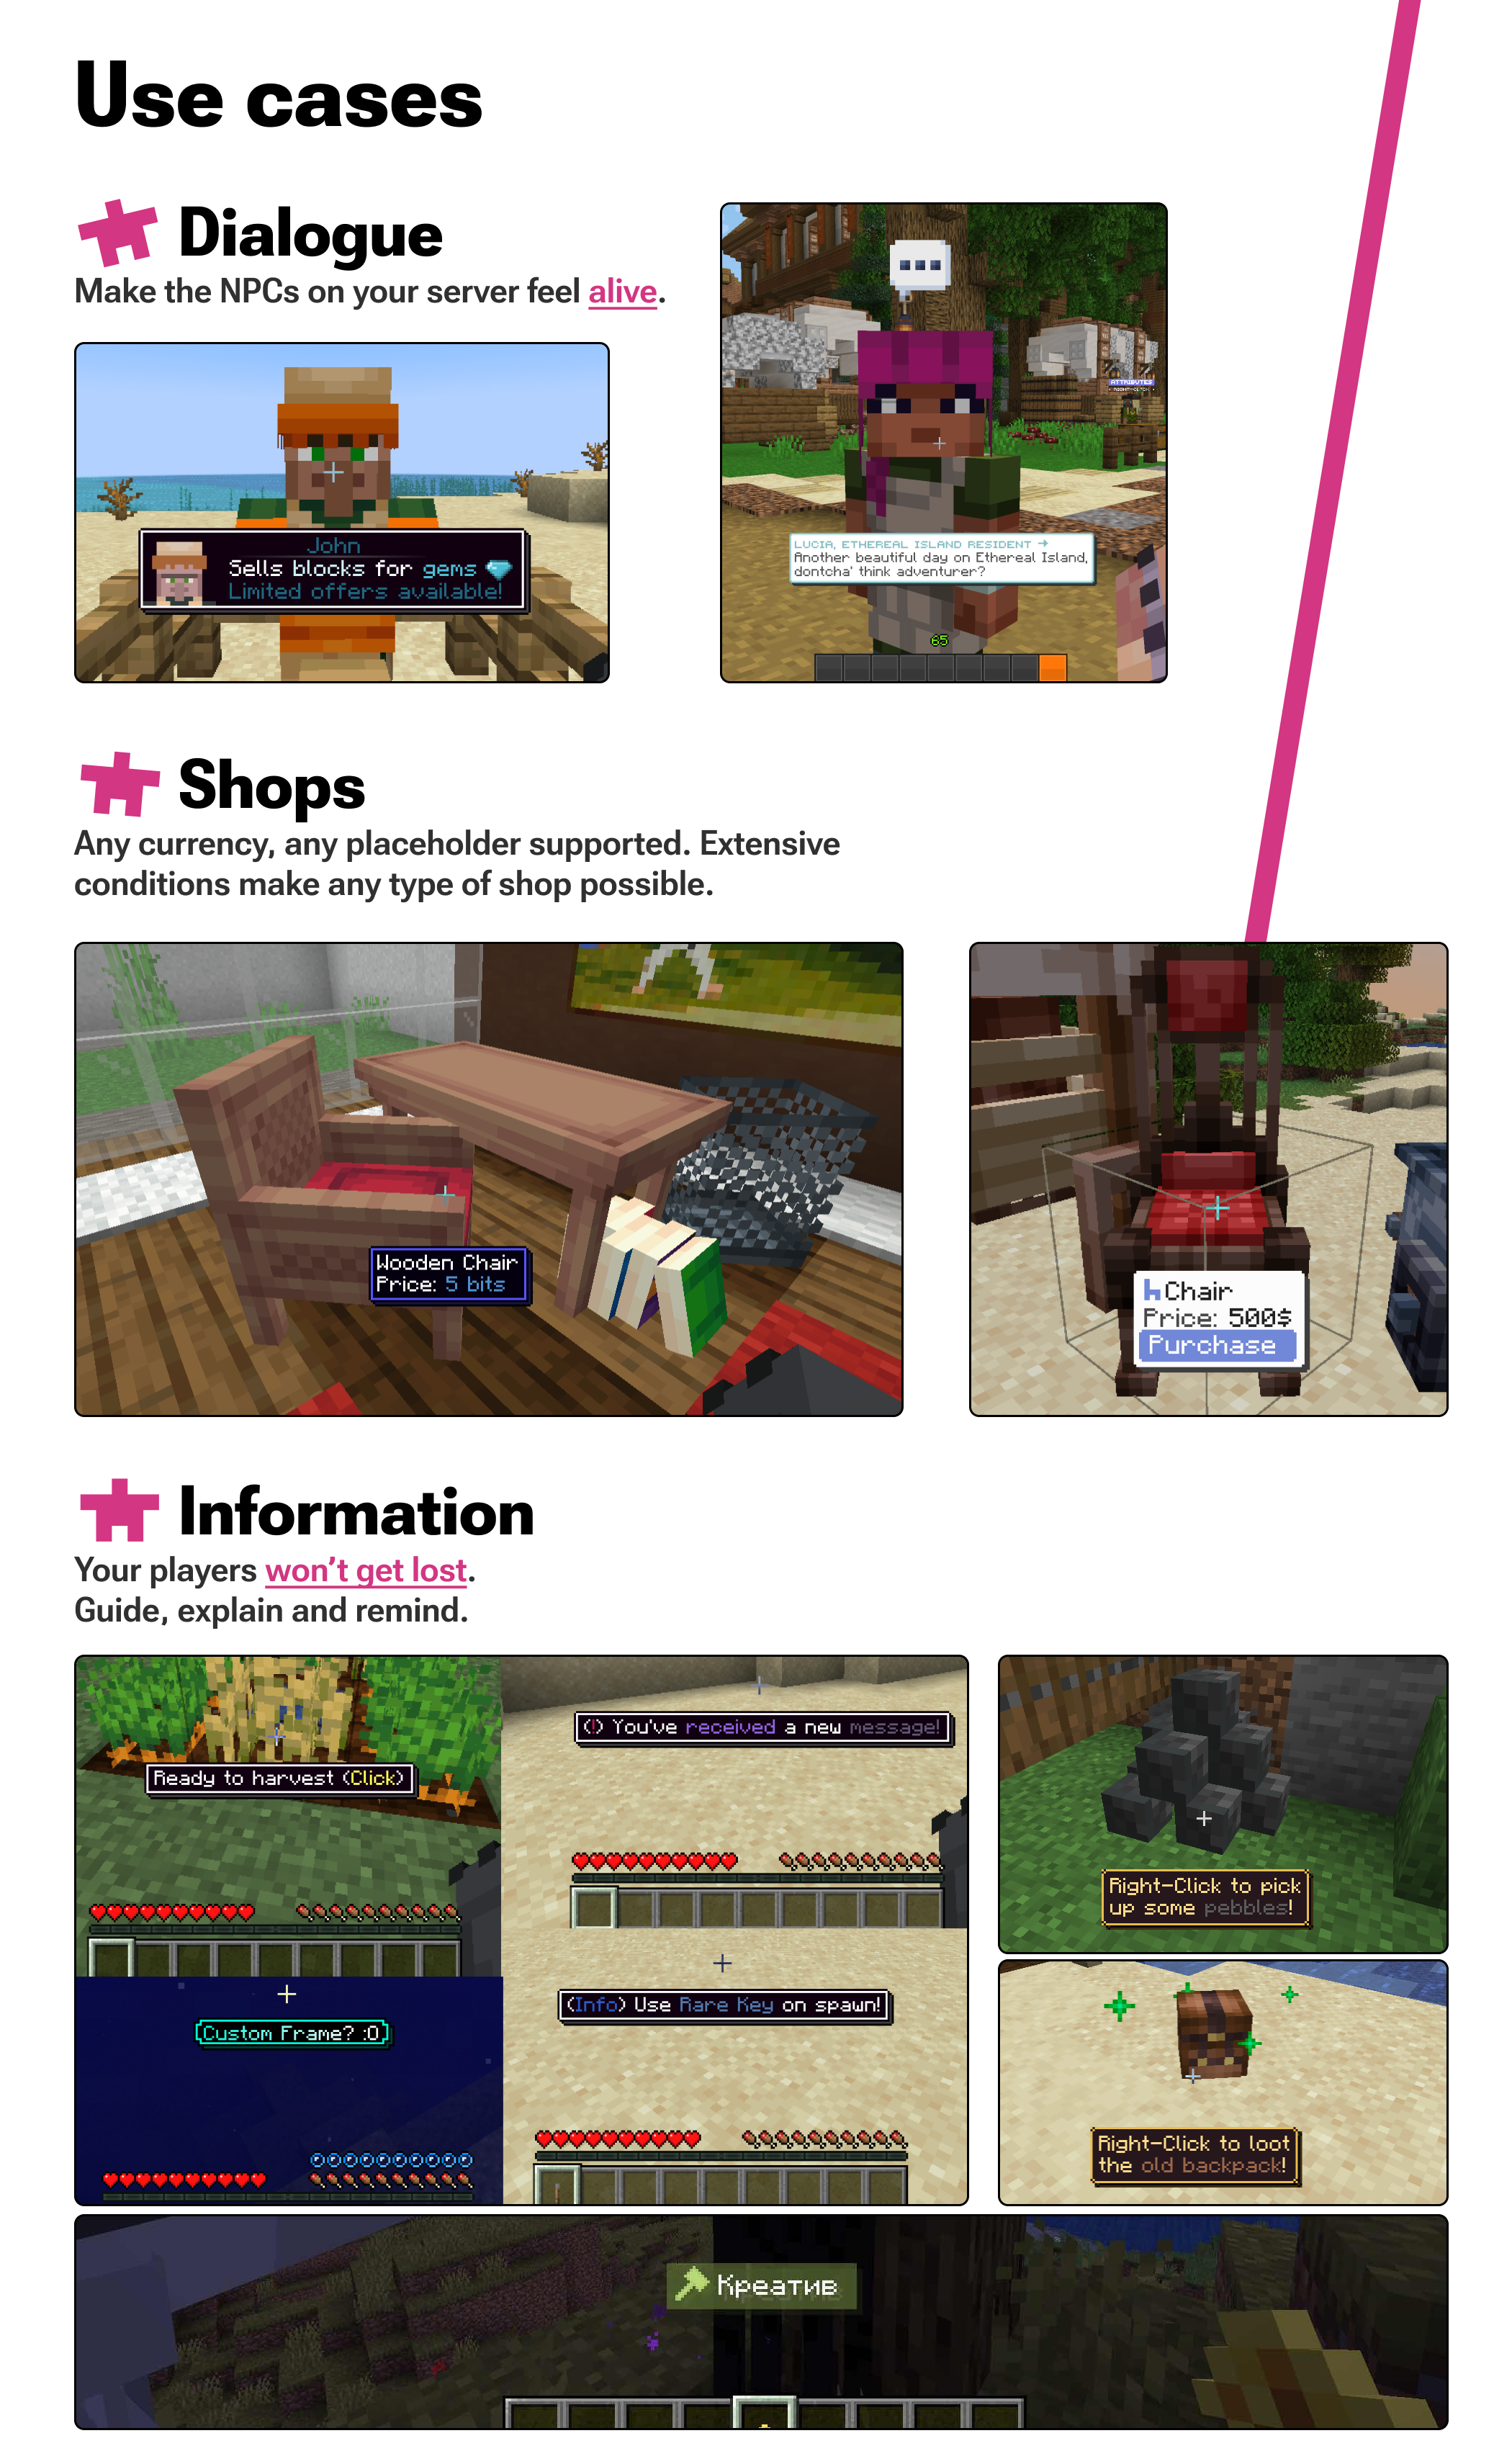 Use cases
Dialogue
Make the NPCs on your server feel alive.
John
Sells blocks for gems
Limited offers available!
ATTRIBUTES
RIGHT-CLICK
LUCIA, ETHEREAL ISLAND RESIDENT →
Another beautiful day on Ethereal Island,
dontcha' think adventurer?
65
Shops
Any currency, any placeholder supported. Extensive
conditions make any type of shop possible.
Wooden Chair
Price: 5 bits
Chair
Price: 500$
Purchase
Information
Your players won't get lost.
Guide, explain and remind.
Ready to harvest (Click)
(!) You've received a new message!
Custom Frame? :O
(Info) Use Rare Key on spawn!
Right-Click to pick
up some pebbles!
Right-Click to loot
the old backpack!
Креатив